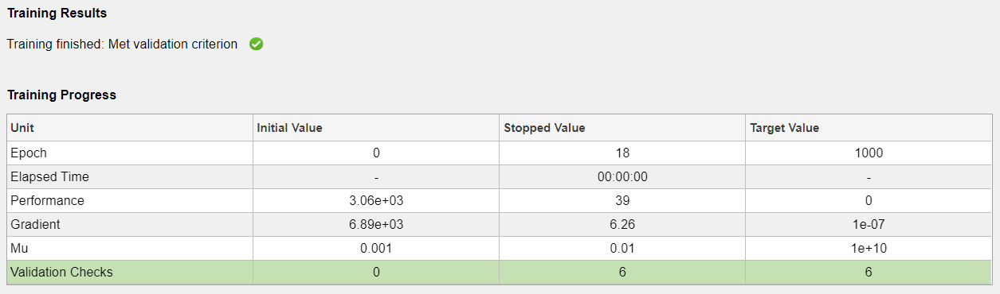 Training Results
Training finished: Met validation criterion
Training Progress
Unit Initial Value Stopped Value Target Value
Epoch 0 18 1000
Elapsed Time - 00:00:00 -
Performance 3.06e+03 39 0
Gradient 6.89e+03 6.26 1e-07
Mu 0.001 0.01 1e+10
Validation Checks 0 6 6